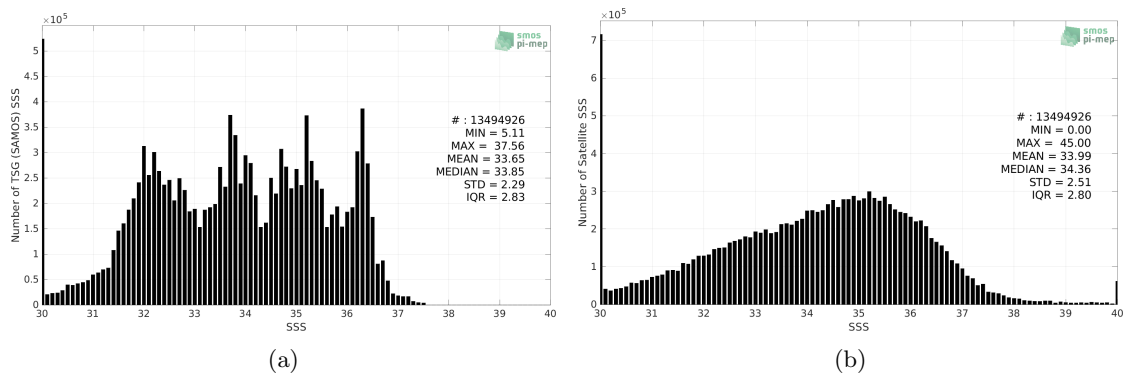 ×10⁵
5
4.5
4
3.5
3
2.5
2
1.5
1
0.5
0
Number of TSG (SAMOS) SSS
smos
pi-mep
# : 13494926
MIN = 5.11
MAX = 37.56
MEAN = 33.65
MEDIAN = 33.85
STD = 2.29
IQR = 2.83
30 31 32 33 34 35 36 37 38 39 40
SSS
(a)
×10⁵
7
6
5
4
3
2
1
0
Number of Satellite SSS
smos
pi-mep
# : 13494926
MIN = 0.00
MAX = 45.00
MEAN = 33.99
MEDIAN = 34.36
STD = 2.51
IQR = 2.80
30 31 32 33 34 35 36 37 38 39 40
SSS
(b)